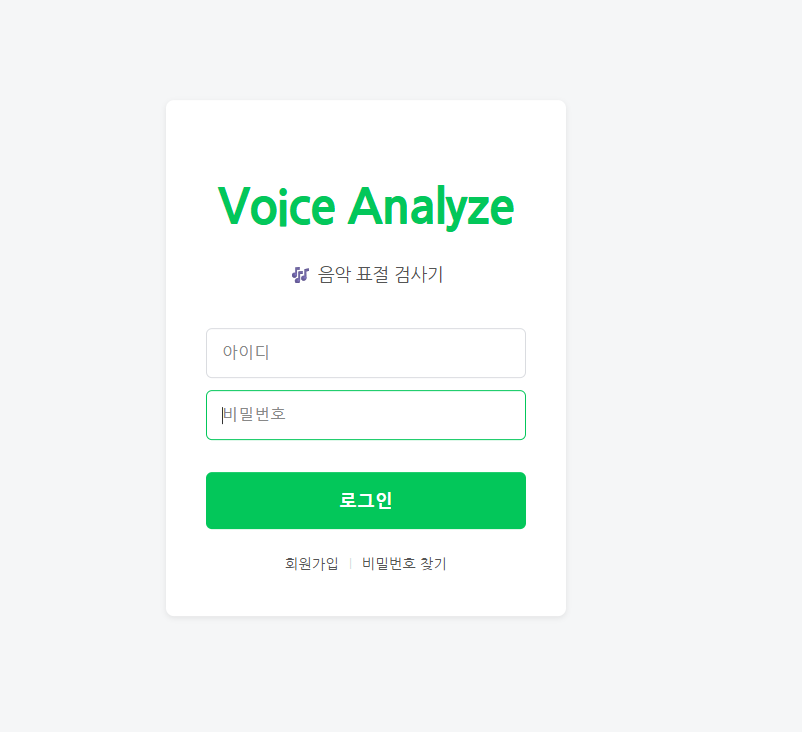 Voice Analyze
🎶 음악 표절 검사기
아이디
비밀번호
로그인
회원가입 | 비밀번호 찾기